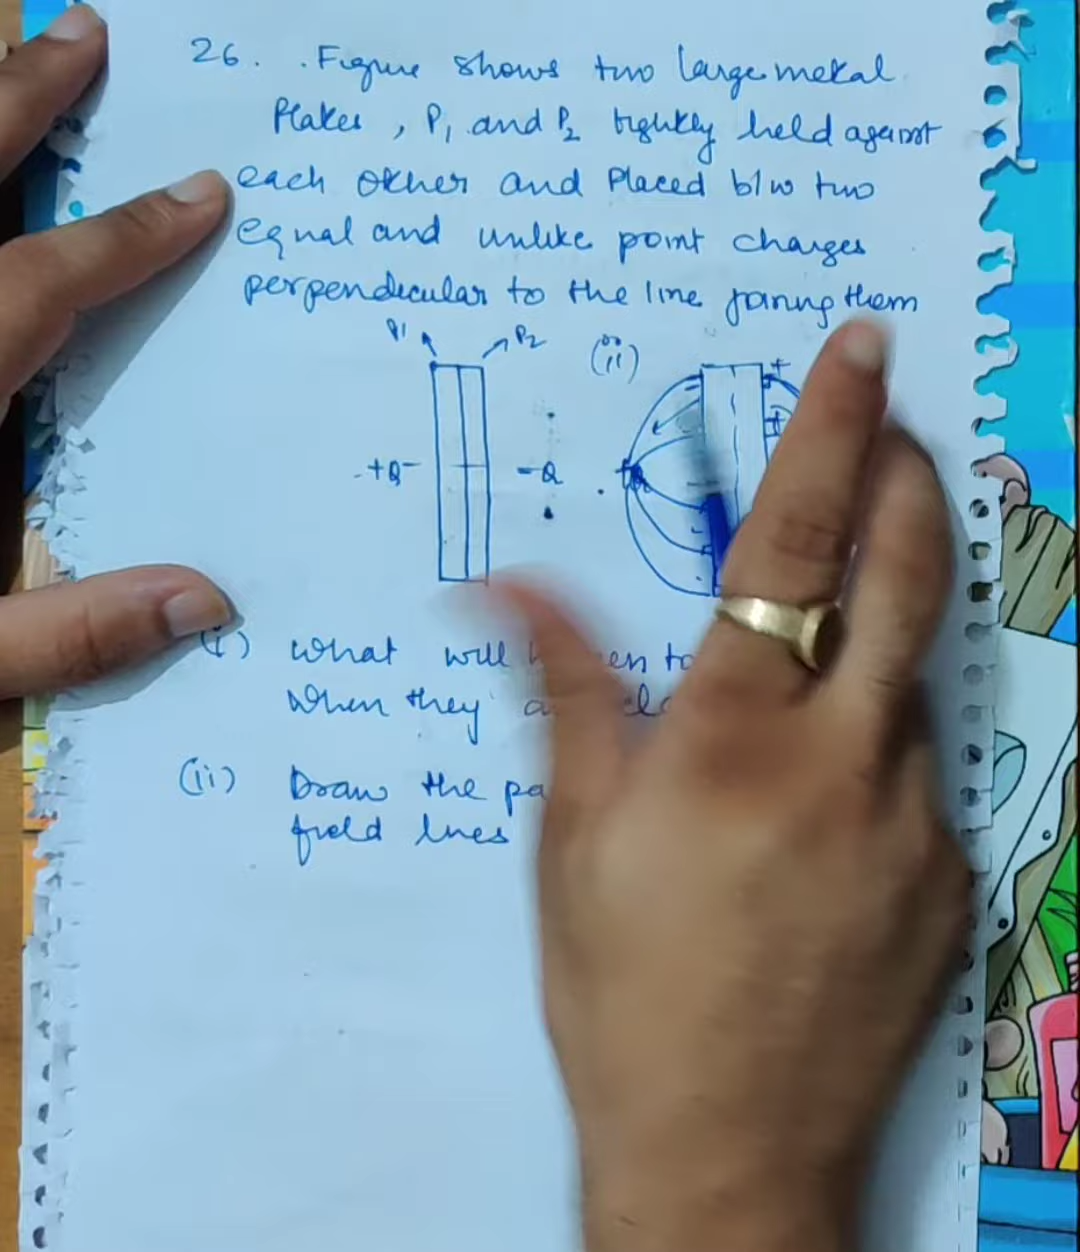 26. . Figure shows two large metal
Plates , P1 and P2 tightly held against
each other and Placed b/w two
equal and unlike point charges
perpendicular to the line joining them
P1 P2 (ii)
+Q -Q
(i) what will to
when they
(ii) Draw the
field lines